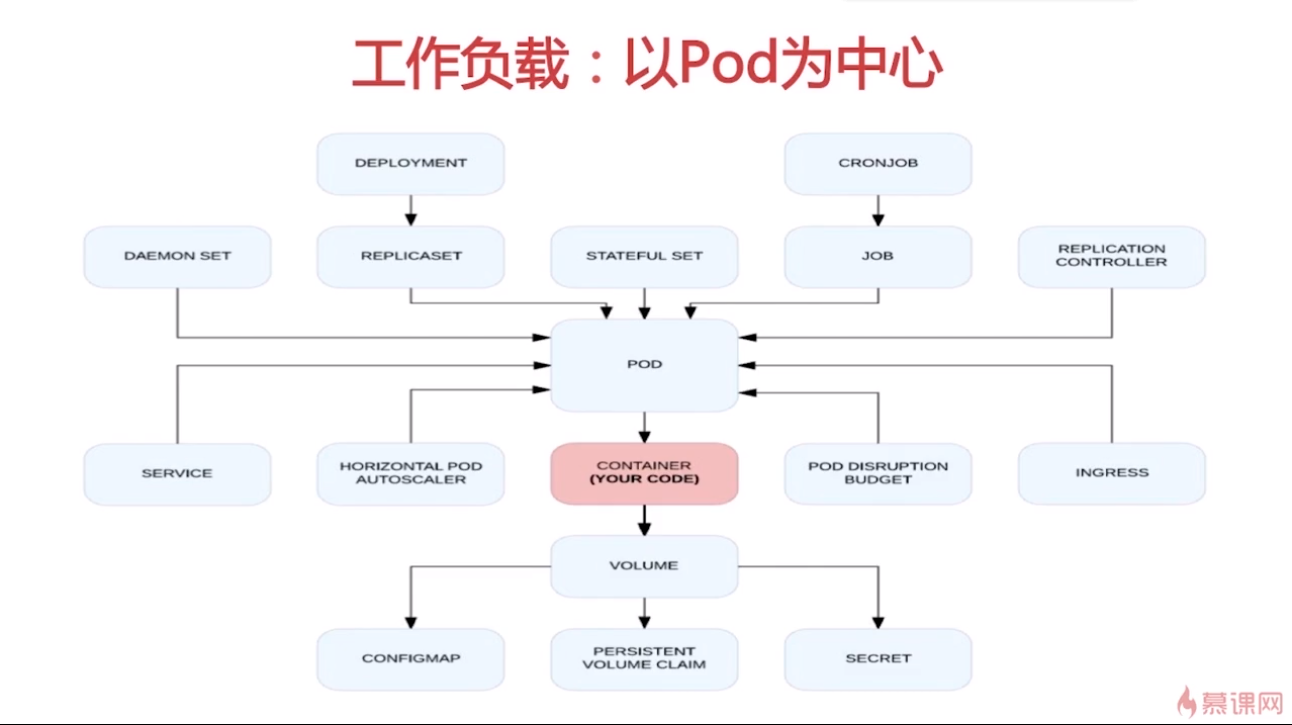 工作负载：以Pod为中心
DEPLOYMENT
CRONJOB
DAEMON SET
REPLICASET
STATEFUL SET
JOB
REPLICATION
CONTROLLER
POD
SERVICE
HORIZONTAL POD
AUTOSCALER
CONTAINER
(YOUR CODE)
POD DISRUPTION
BUDGET
INGRESS
VOLUME
CONFIGMAP
PERSISTENT
VOLUME CLAIM
SECRET
慕课网